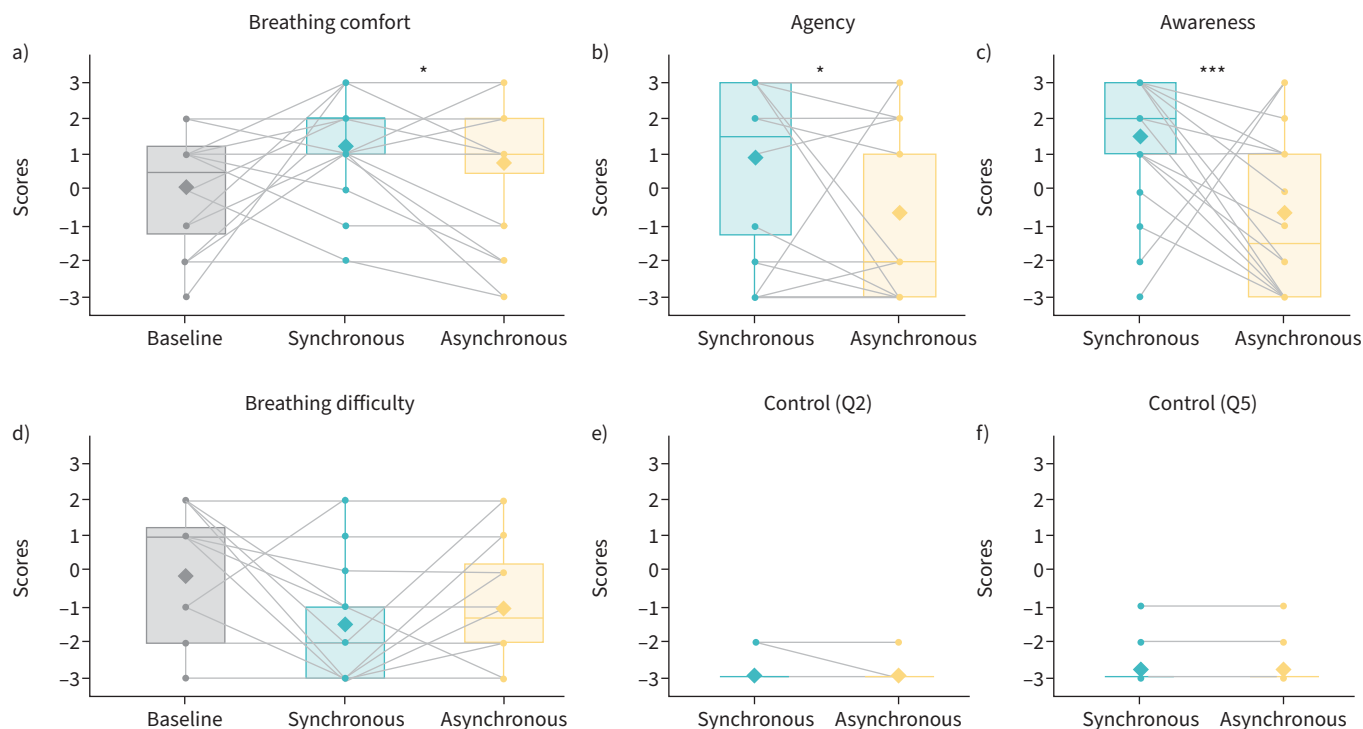 Breathing comfort
a)
Scores
3
2
1
0
–1
–2
–3
*
Baseline
Synchronous
Asynchronous
Agency
b)
Scores
3
2
1
0
–1
–2
–3
*
Synchronous
Asynchronous
Awareness
c)
Scores
3
2
1
0
–1
–2
–3
***
Synchronous
Asynchronous
Breathing difficulty
d)
Scores
3
2
1
0
–1
–2
–3
Baseline
Synchronous
Asynchronous
Control (Q2)
e)
Scores
3
2
1
0
–1
–2
–3
Synchronous
Asynchronous
Control (Q5)
f)
Scores
3
2
1
0
–1
–2
–3
Synchronous
Asynchronous